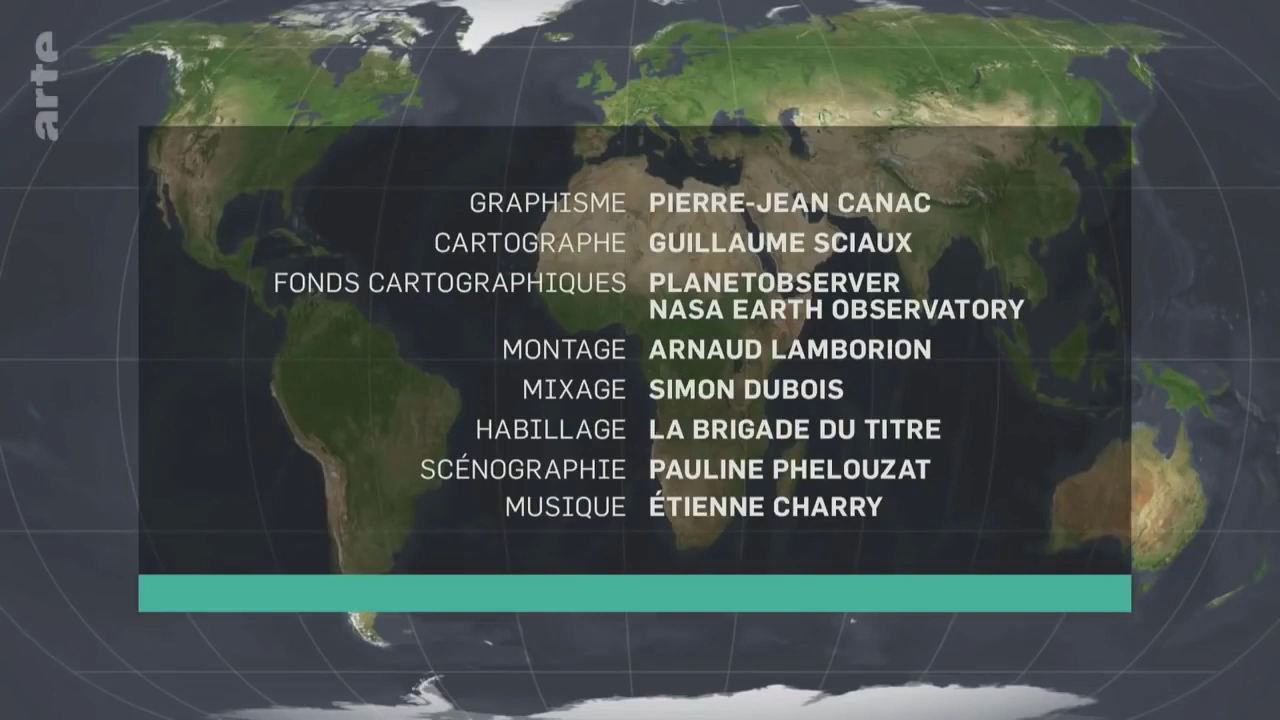 arte
GRAPHISME PIERRE-JEAN CANAC
CARTOGRAPHE GUILLAUME SCIAUX
FONDS CARTOGRAPHIQUES PLANETOBSERVER
NASA EARTH OBSERVATORY
MONTAGE ARNAUD LAMBORION
MIXAGE SIMON DUBOIS
HABILLAGE LA BRIGADE DU TITRE
SCÉNOGRAPHIE PAULINE PHELOUZAT
MUSIQUE ÉTIENNE CHARRY